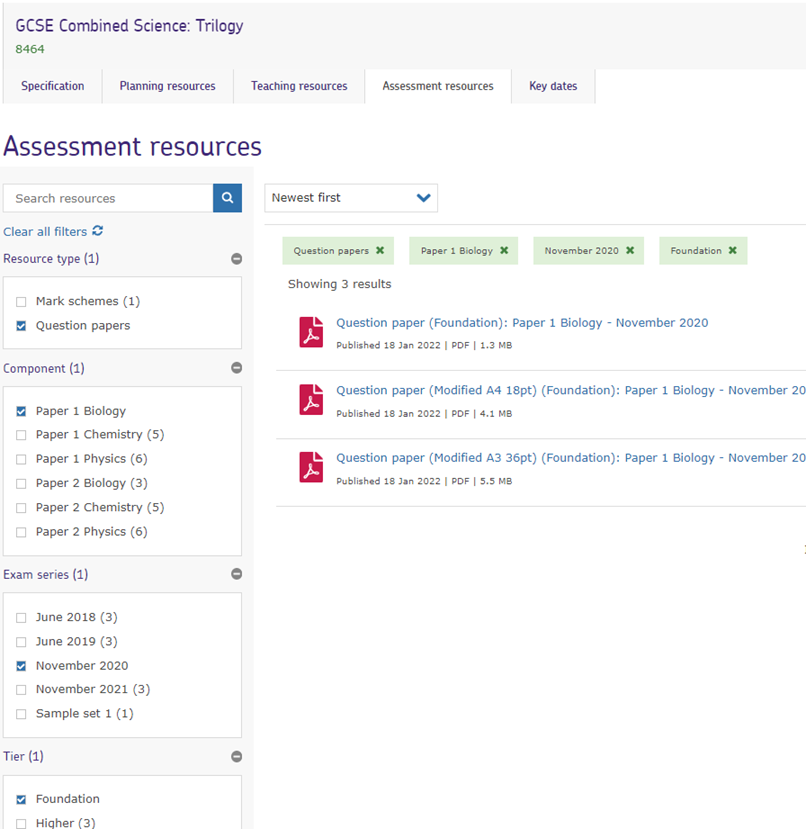 GCSE Combined Science: Trilogy
8464
Specification
Planning resources
Teaching resources
Assessment resources
Key dates
Assessment resources
Search resources
Clear all filters
Resource type (1)
Mark schemes (1)
Question papers
Component (1)
Paper 1 Biology
Paper 1 Chemistry (5)
Paper 1 Physics (6)
Paper 2 Biology (3)
Paper 2 Chemistry (5)
Paper 2 Physics (6)
Exam series (1)
June 2018 (3)
June 2019 (3)
November 2020
November 2021 (3)
Sample set 1 (1)
Tier (1)
Foundation
Higher (3)
Newest first
Question papers
Paper 1 Biology
November 2020
Foundation
Showing 3 results
Question paper (Foundation): Paper 1 Biology - November 2020
Published 18 Jan 2022 | PDF | 1.3 MB
Question paper (Modified A4 18pt) (Foundation): Paper 1 Biology - November 20
Published 18 Jan 2022 | PDF | 4.1 MB
Question paper (Modified A3 36pt) (Foundation): Paper 1 Biology - November 20
Published 18 Jan 2022 | PDF | 5.5 MB